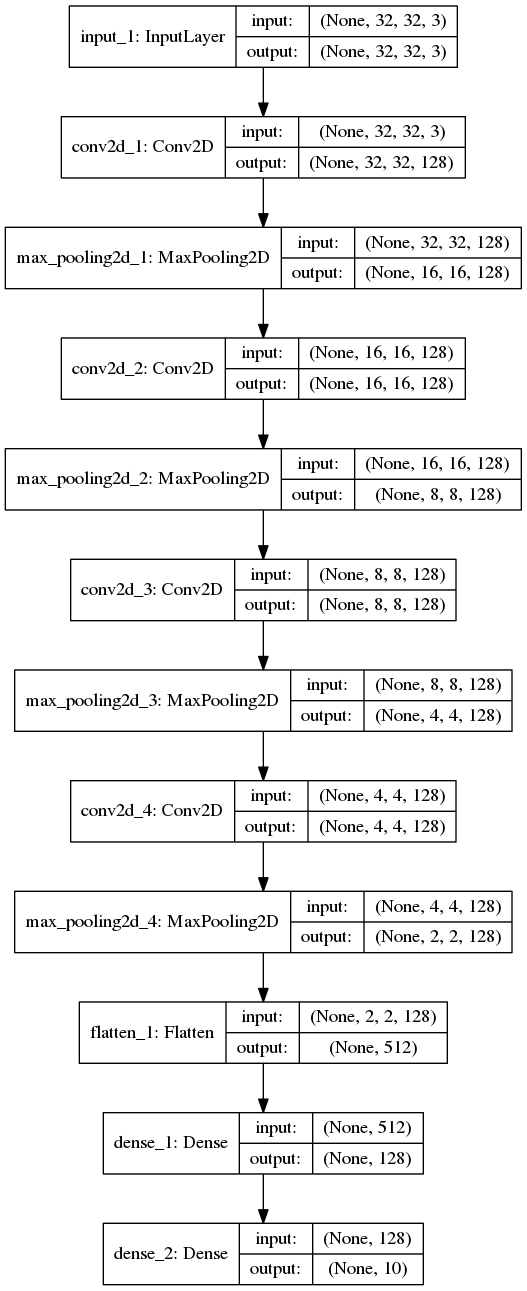 input_1: InputLayer
input: (None, 32, 32, 3)
output: (None, 32, 32, 3)
conv2d_1: Conv2D
input: (None, 32, 32, 3)
output: (None, 32, 32, 128)
max_pooling2d_1: MaxPooling2D
input: (None, 32, 32, 128)
output: (None, 16, 16, 128)
conv2d_2: Conv2D
input: (None, 16, 16, 128)
output: (None, 16, 16, 128)
max_pooling2d_2: MaxPooling2D
input: (None, 16, 16, 128)
output: (None, 8, 8, 128)
conv2d_3: Conv2D
input: (None, 8, 8, 128)
output: (None, 8, 8, 128)
max_pooling2d_3: MaxPooling2D
input: (None, 8, 8, 128)
output: (None, 4, 4, 128)
conv2d_4: Conv2D
input: (None, 4, 4, 128)
output: (None, 4, 4, 128)
max_pooling2d_4: MaxPooling2D
input: (None, 4, 4, 128)
output: (None, 2, 2, 128)
flatten_1: Flatten
input: (None, 2, 2, 128)
output: (None, 512)
dense_1: Dense
input: (None, 512)
output: (None, 128)
dense_2: Dense
input: (None, 128)
output: (None, 10)